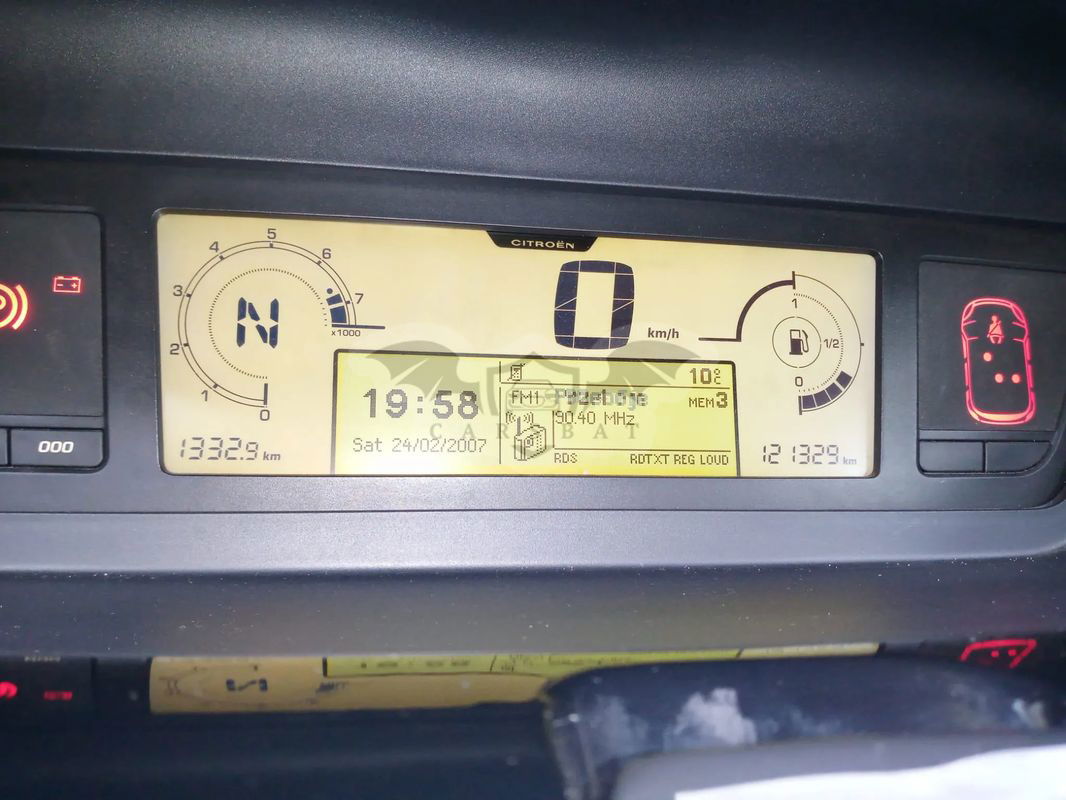 CITROËN
5
4
6
3
7
x1000
2
1
0
N
1332.9 km
000
0
km/h
1
1/2
0
19:58
Sat 24/02/2007
10°C
FM1
MEM3
90.40 MHz
RDS
RDTXT REG LOUD
121329 km
CAR BAT